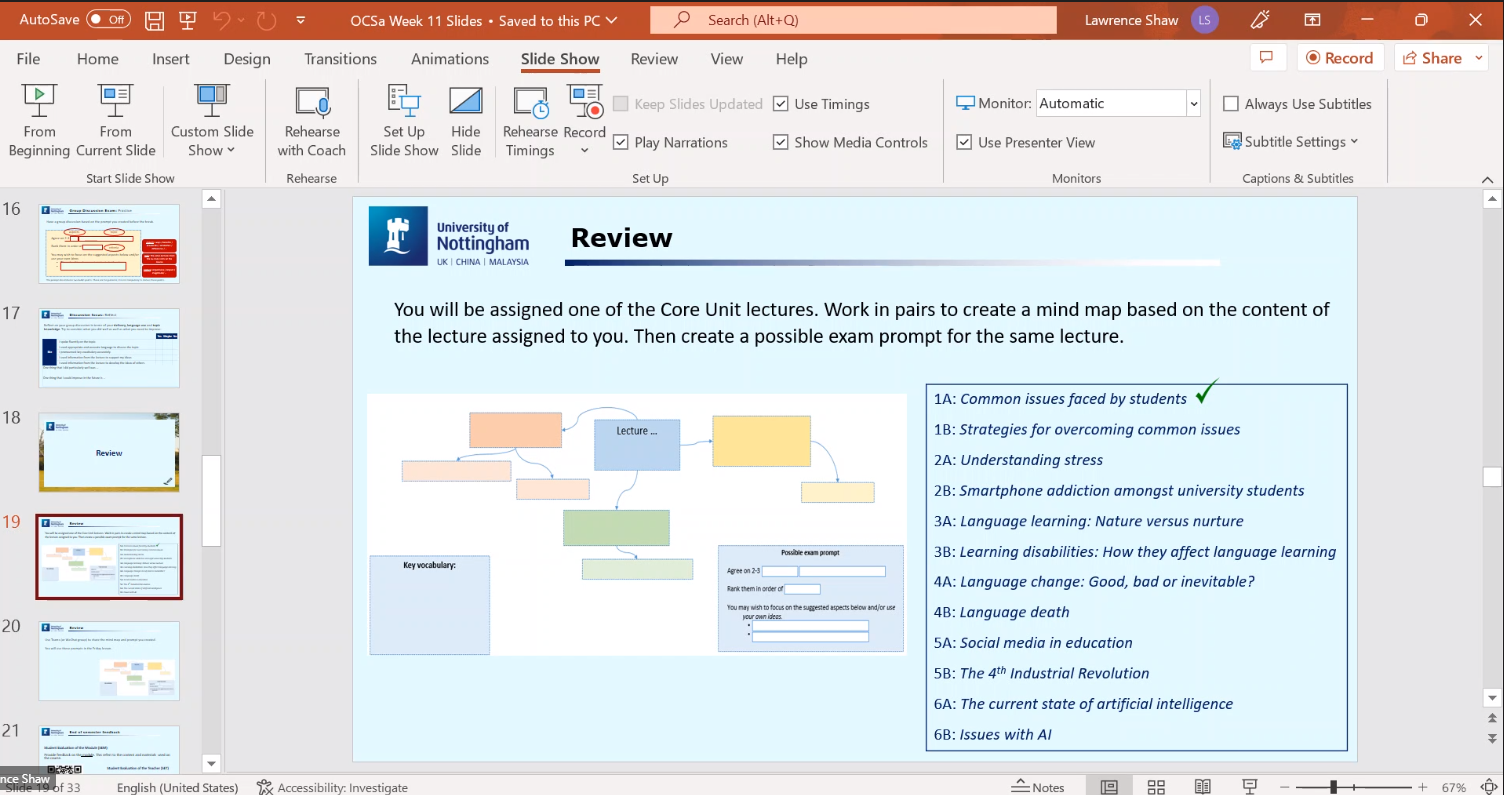 AutoSave Off OCSa Week 11 Slides • Saved to this PC Search (Alt+Q) Lawrence Shaw LS
File Home Insert Design Transitions Animations Slide Show Review View Help Record Share
From Beginning
From Current Slide
Custom Slide Show
Rehearse with Coach
Set Up Slide Show
Hide Slide
Rehearse Timings
Record
Keep Slides Updated Use Timings
Play Narrations Show Media Controls
Monitor: Automatic
Use Presenter View
Always Use Subtitles
Subtitle Settings
Start Slide Show Rehearse Set Up Monitors Captions & Subtitles
16
17
18
Review
19
20
21
University of
Nottingham
UK | CHINA | MALAYSIA
Review
You will be assigned one of the Core Unit lectures. Work in pairs to create a mind map based on the content of
the lecture assigned to you. Then create a possible exam prompt for the same lecture.
Lecture ...
Key vocabulary:
Possible exam prompt
Agree on 2-3
Rank them in order of
You may wish to focus on the suggested aspects below and/or use
your own ideas.
1A: Common issues faced by students
1B: Strategies for overcoming common issues
2A: Understanding stress
2B: Smartphone addiction amongst university students
3A: Language learning: Nature versus nurture
3B: Learning disabilities: How they affect language learning
4A: Language change: Good, bad or inevitable?
4B: Language death
5A: Social media in education
5B: The 4th Industrial Revolution
6A: The current state of artificial intelligence
6B: Issues with AI
nce Shaw
Slide 19 of 33 English (United States) Accessibility: Investigate Notes 67%